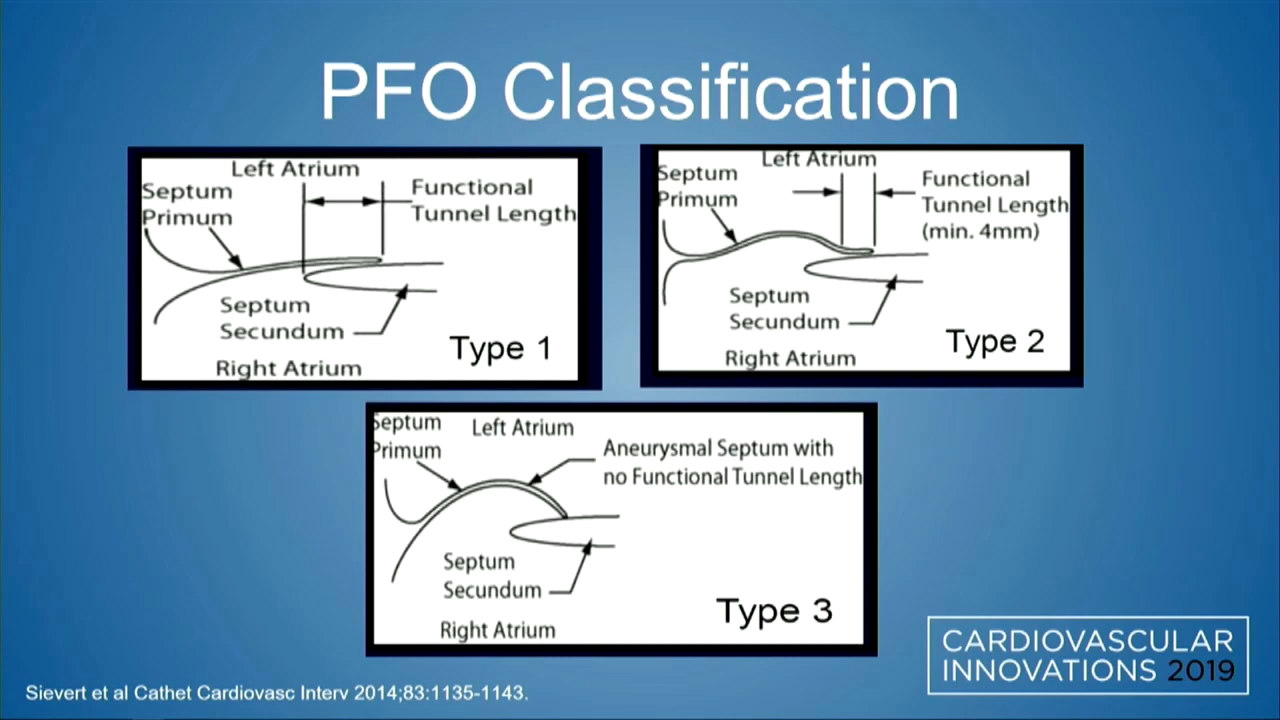 PFO Classification
Left Atrium
Septum
Primum
Functional
Tunnel Length
Septum
Secundum
Right Atrium
Type 1
Left Atrium
Septum
Primum
Functional
Tunnel Length
(min. 4mm)
Septum
Secundum
Right Atrium
Type 2
Septum
Primum
Left Atrium
Aneurysmal Septum with
no Functional Tunnel Length
Septum
Secundum
Right Atrium
Type 3
CARDIOVASCULAR
INNOVATIONS 2019
Sievert et al Cathet Cardiovasc Interv 2014;83:1135-1143.